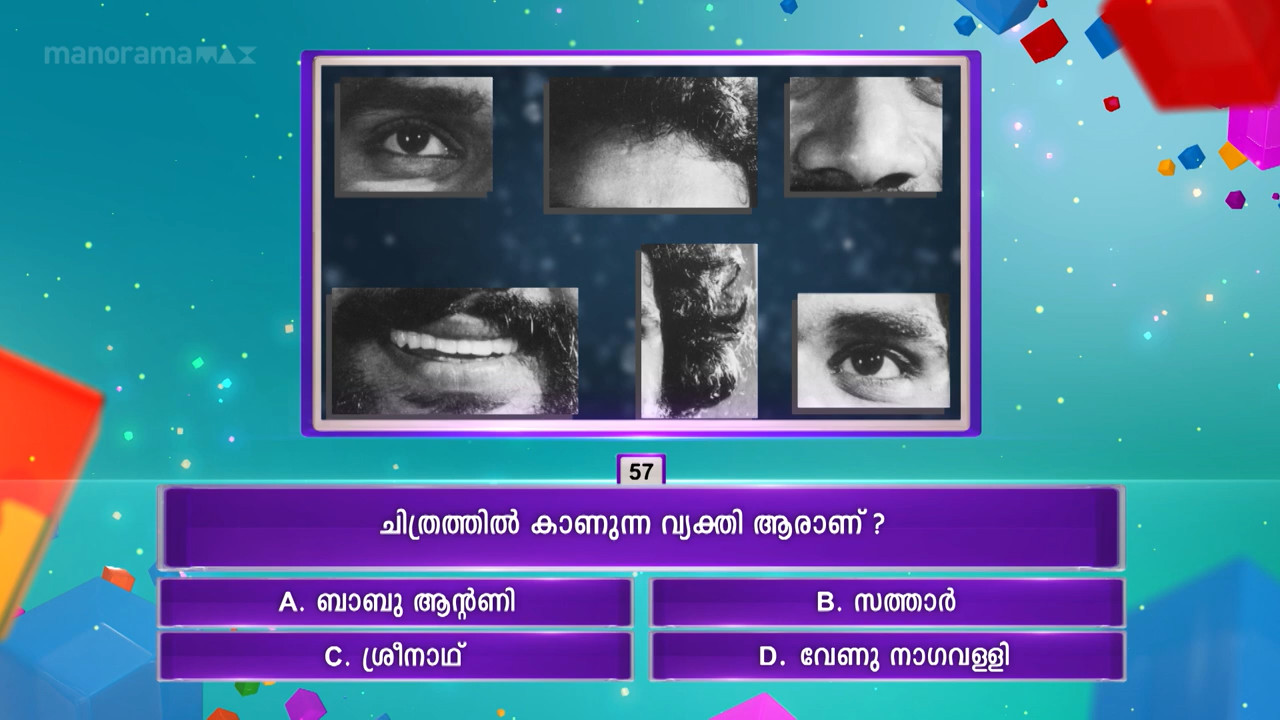 manoramaMAX
57
ചിത്രത്തിൽ കാണുന്ന വ്യക്തി ആരാണ് ?
A. ബാബു ആന്റണി
B. സത്താർ
C. ശ്രീനാഥ്
D. വേണു നാഗവള്ളി